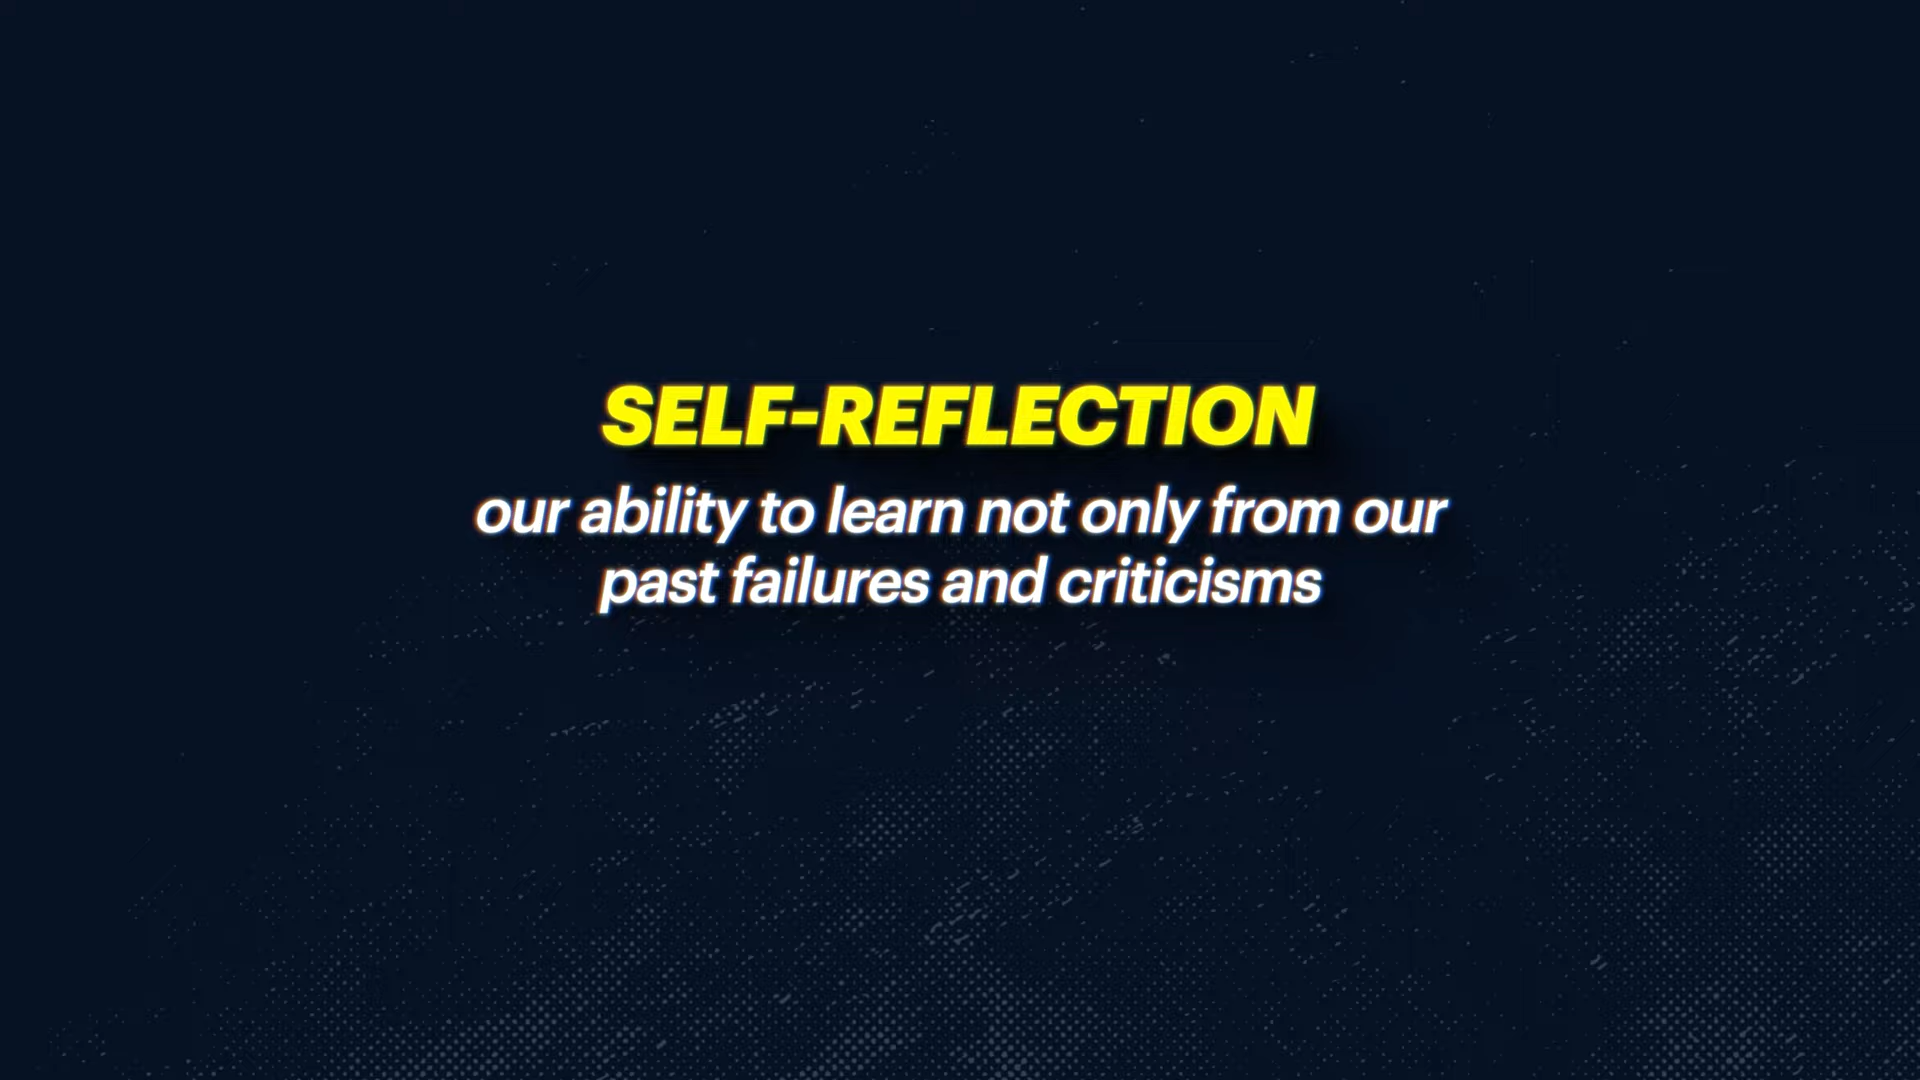 SELF-REFLECTION
our ability to learn not only from our
past failures and criticisms